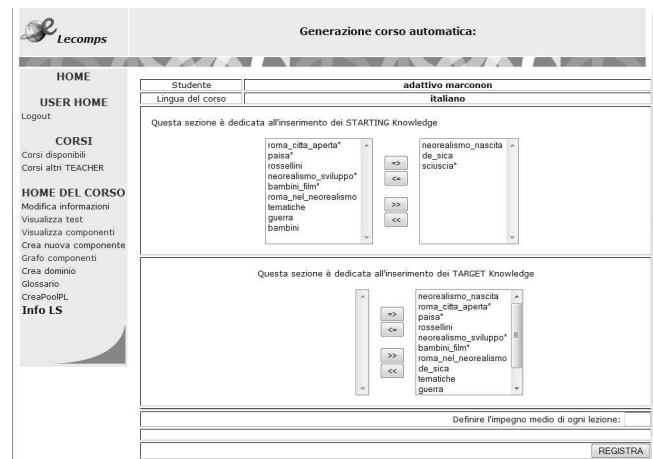 Lecomps
Generazione corso automatica:
HOME
USER HOME
Logout
CORSI
Corsi disponibili
Corsi altri TEACHER
HOME DEL CORSO
Modifica informazioni
Visualizza test
Visualizza componenti
Crea nuova componente
Grafo componenti
Crea dominio
Glossario
CreaPoolPL
Info LS
Studente adattivo marconon
Lingua del corso italiano
Questa sezione è dedicata all'inserimento dei STARTING Knowledge
roma_citta_aperta*
paisa*
rossellini
neorealismo_sviluppo*
bambini_film*
roma_nel_neorealismo
tematiche
guerra
bambini
=>
<=
>>
<<
neorealismo_nascita
de_sica
sciuscia*
Questa sezione è dedicata all'inserimento dei TARGET Knowledge
=>
<=
>>
<<
neorealismo_nascita
roma_citta_aperta*
paisa*
rossellini
neorealismo_sviluppo*
bambini_film*
roma_nel_neorealismo
de_sica
tematiche
guerra
Definire l'impegno medio di ogni lezione:
REGISTRA